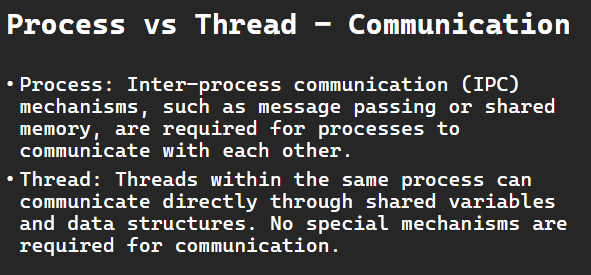 Process vs Thread – Communication
• Process: Inter-process communication (IPC)
mechanisms, such as message passing or shared
memory, are required for processes to
communicate with each other.
• Thread: Threads within the same process can
communicate directly through shared variables
and data structures. No special mechanisms are
required for communication.